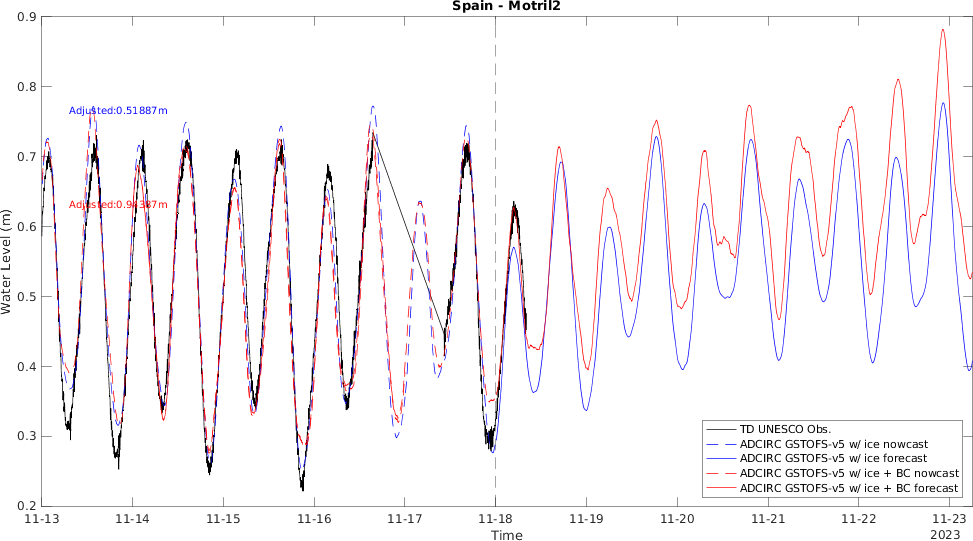 Spain - Motril2
0.9
0.8
0.7
0.6
0.5
0.4
0.3
0.2
Water Level (m)
Adjusted:0.51887m
TD UNESCO Obs.
ADCIRC GSTOFS-v5 w/ ice nowcast
ADCIRC GSTOFS-v5 w/ ice forecast
ADCIRC GSTOFS-v5 w/ ice + BC nowcast
ADCIRC GSTOFS-v5 w/ ice + BC forecast
11-13 11-14 11-15 11-16 11-17 11-18 11-19 11-20 11-21 11-22 11-23
2023
Time